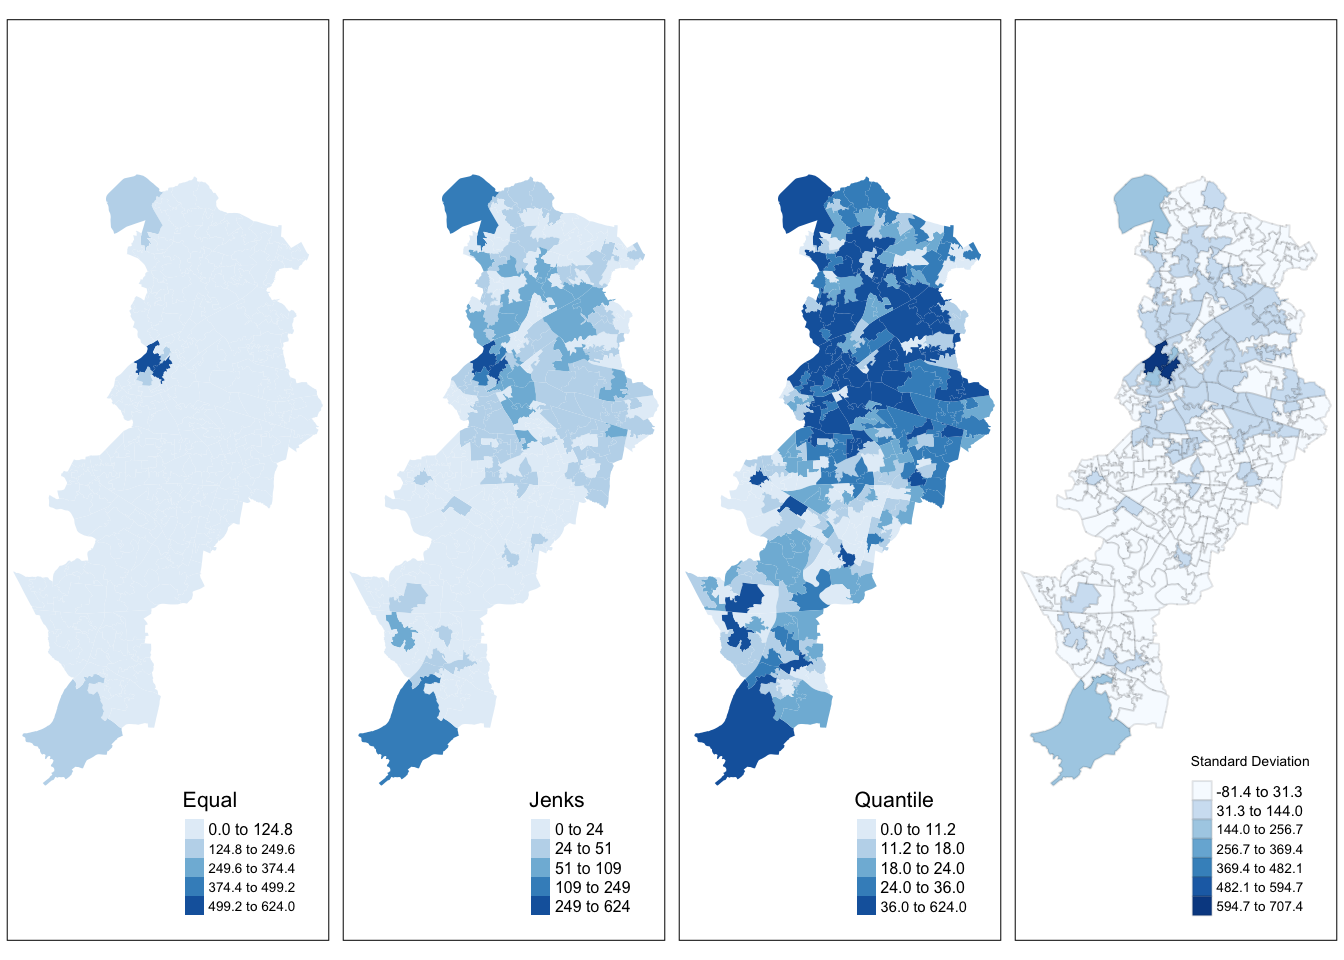 Equal
0.0 to 124.8
124.8 to 249.6
249.6 to 374.4
374.4 to 499.2
499.2 to 624.0
Jenks
0 to 24
24 to 51
51 to 109
109 to 249
249 to 624
Quantile
0.0 to 11.2
11.2 to 18.0
18.0 to 24.0
24.0 to 36.0
36.0 to 624.0
Standard Deviation
-81.4 to 31.3
31.3 to 144.0
144.0 to 256.7
256.7 to 369.4
369.4 to 482.1
482.1 to 594.7
594.7 to 707.4